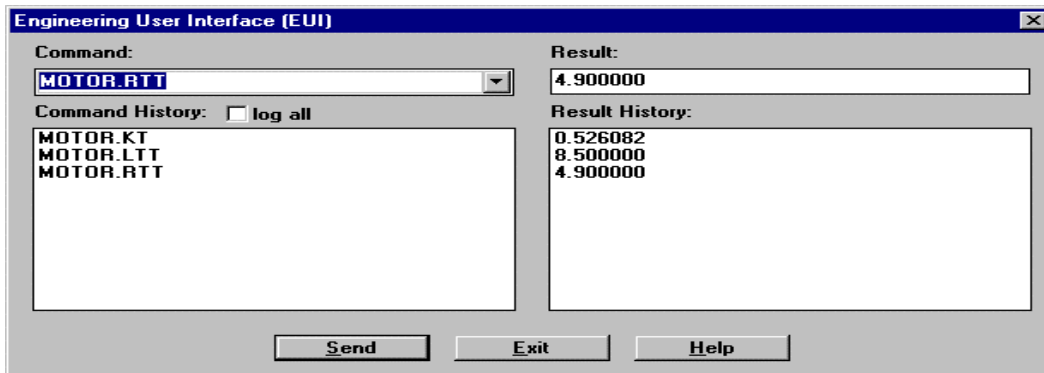 Engineering User Interface (EUI)
Command:
MOTOR.RTT
Result:
4.900000
Command History:
log all
MOTOR.KT
MOTOR.LTT
MOTOR.RTT
Result History:
0.526082
8.500000
4.900000
Send
Exit
Help